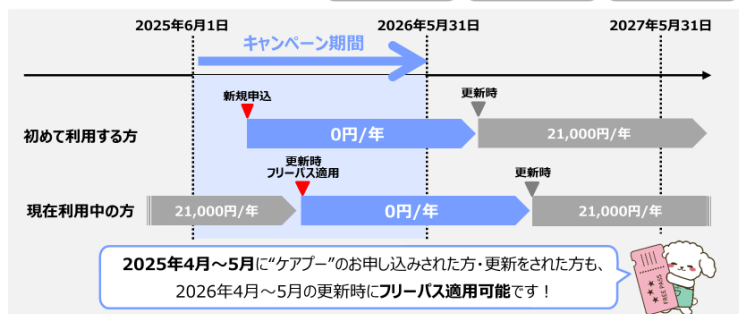 2025年6月1日
2026年5月31日
2027年5月31日
キャンペーン期間
新規申込
更新時
初めて利用する方
0円/年
21,000円/年
更新時
フリーパス適用
更新時
現在利用中の方
21,000円/年
0円/年
21,000円/年
2025年4月～5月に“ケアプー”のお申し込みされた方・更新をされた方も、
2026年4月～5月の更新時にフリーパス適用可能です！
FREE PASS